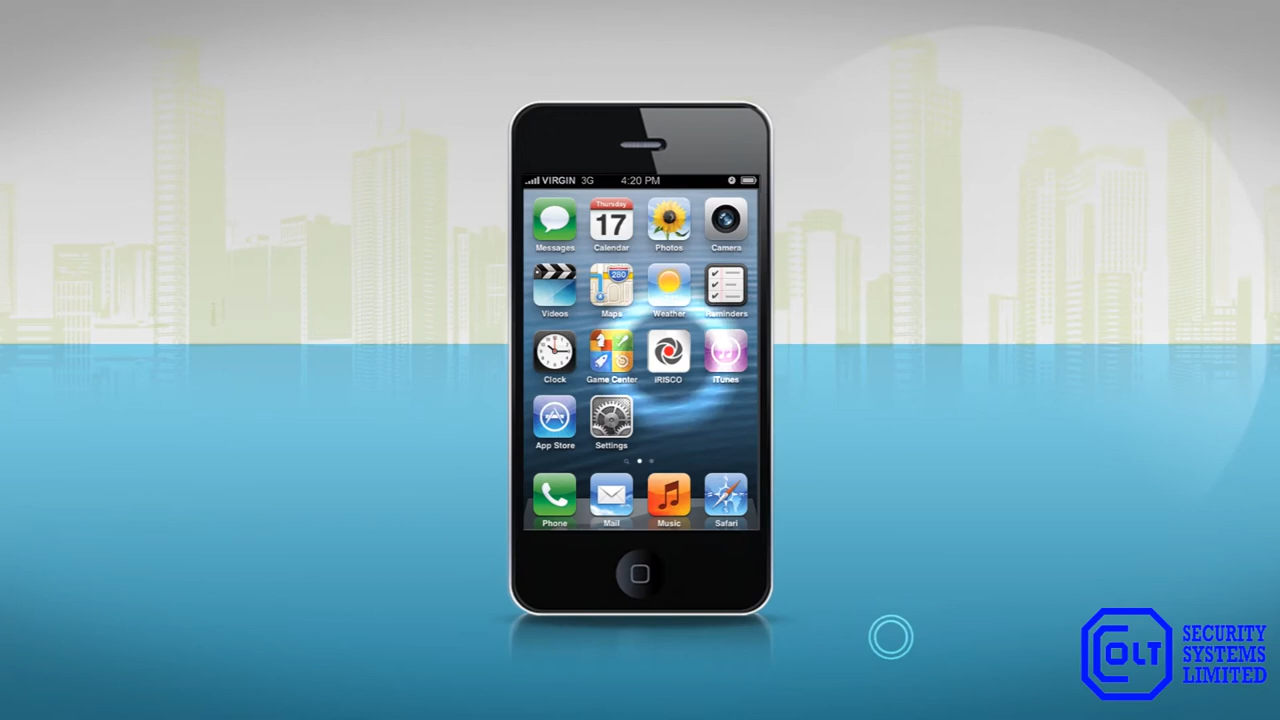 VIRGIN 3G 4:20 PM
Thursday
17
Messages Calendar Photos Camera
280
Videos Maps Weather Reminders
Clock Game Center iRISCO iTunes
App Store Settings
Phone Mail Music Safari
COLT
SECURITY
SYSTEMS
LIMITED